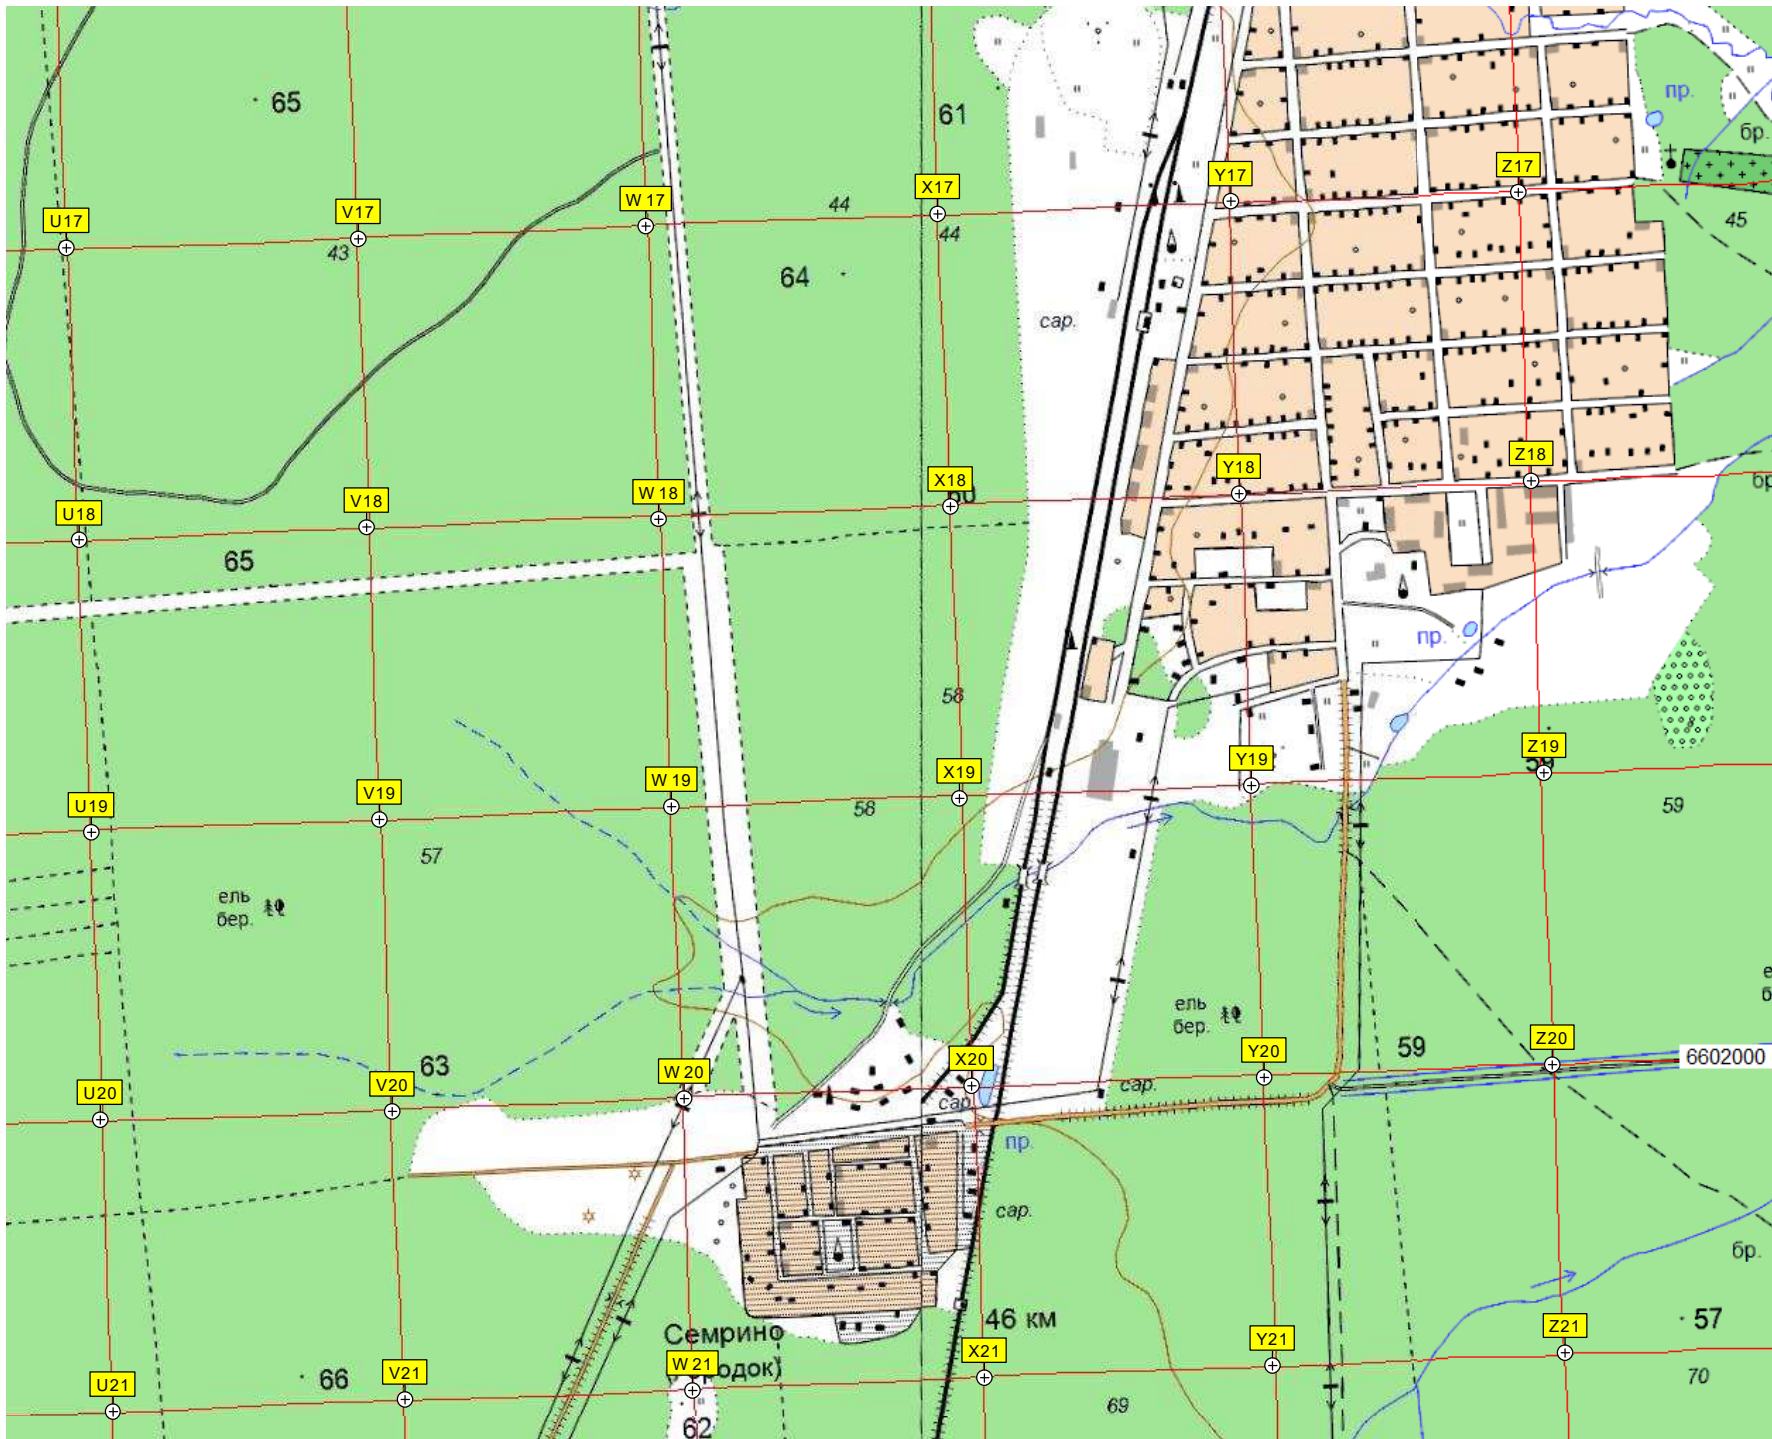 65
61
пр.
бр.
U17
V17
W 17
X17
Y17
Z17
43
44
44
45
64
сар.
U18
V18
W 18
X18
Y18
Z18
65
пр.
58
U19
V19
W 19
X19
Y19
Z19
57
58
59
ель
бер.
ель
бер.
63
59
6602000
U20
V20
W 20
X20
Y20
Z20
сар.
сар.
пр.
сар.
бр.
46 км
57
Семрино
U21
V21
W 21
X21
Y21
Z21
66
62
69
70